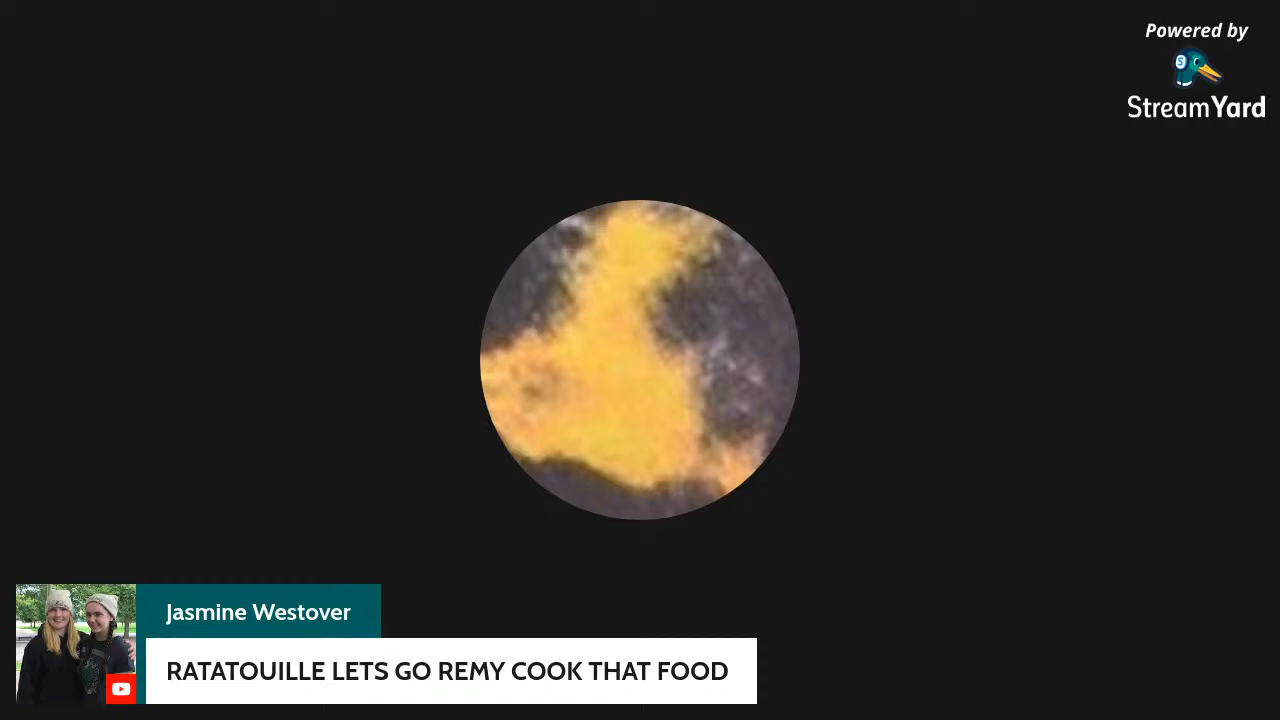 Powered by
StreamYard
Jasmine Westover
RATATOUILLE LETS GO REMY COOK THAT FOOD